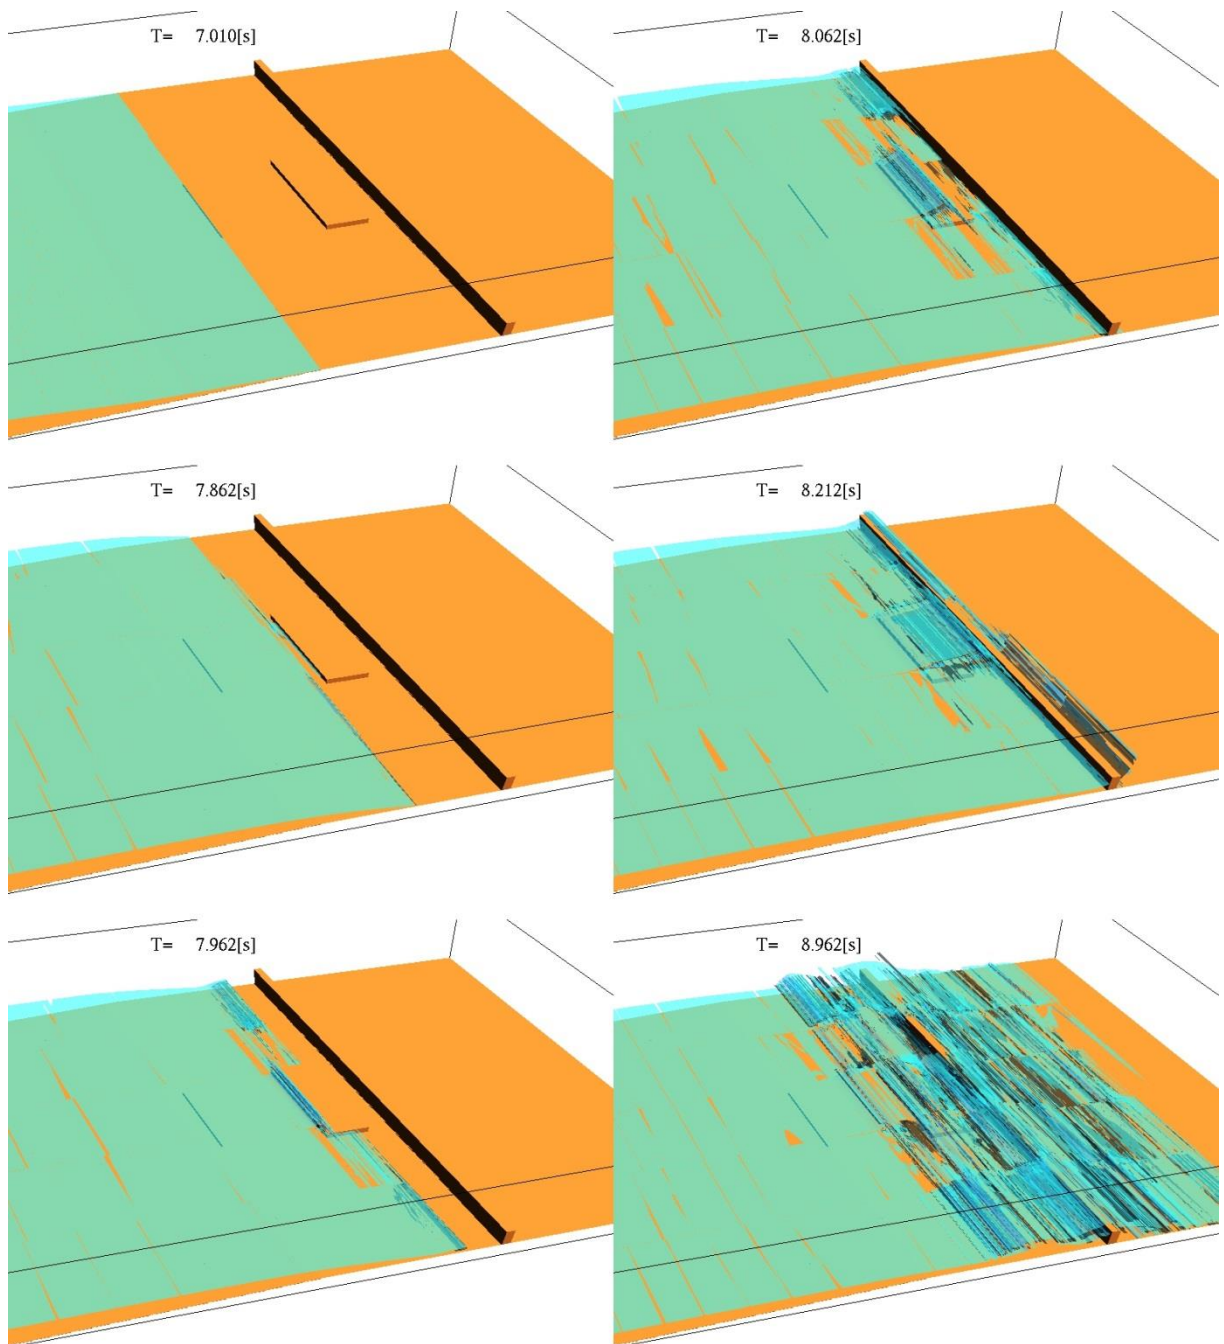 T= 7.010[s]
T= 8.062[s]
T= 7.862[s]
T= 8.212[s]
T= 7.962[s]
T= 8.962[s]